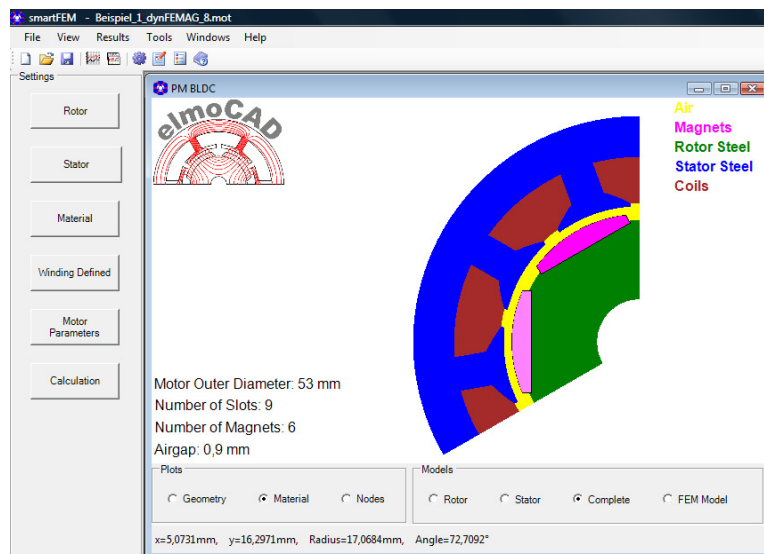 smartFEM - Beispiel_1_dynFEMAG_8.mot
File View Results Tools Windows Help
Settings
Rotor
Stator
Material
Winding Defined
Motor
Parameters
Calculation
PM BLDC
elmoCAD
Air
Magnets
Rotor Steel
Stator Steel
Coils
Motor Outer Diameter: 53 mm
Number of Slots: 9
Number of Magnets: 6
Airgap: 0,9 mm
Plots
Geometry Material Nodes
Models
Rotor Stator Complete FEM Model
x=5,0731mm, y=16,2971mm, Radius=17,0684mm, Angle=72,7092°